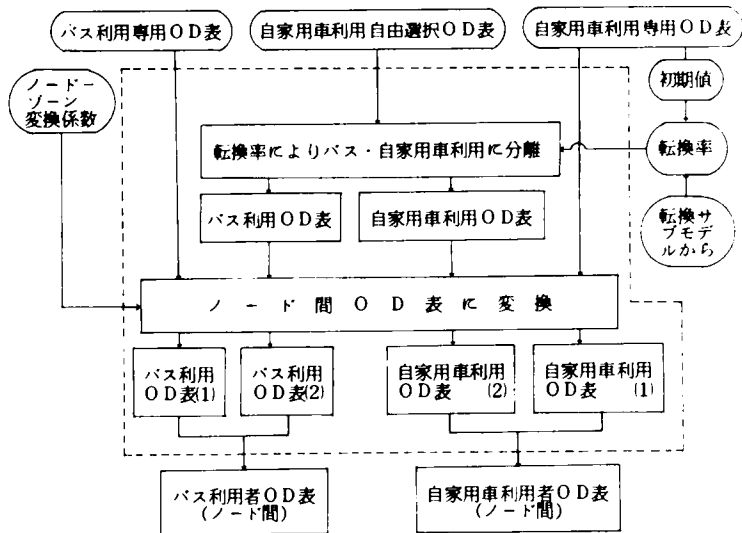 バス利用専用OD表
自家用車利用自由選択OD表
自家用車利用専用OD表
ノードー
ゾーン
変換係数
初期値
転換率によりバス・自家用車利用に分離
転換率
バス利用OD表
自家用車利用OD表
転換サ
ブモデ
ルから
ノード間OD表に変換
バス利用
OD表(1)
バス利用
OD表(2)
自家用車利用
OD表 (2)
自家用車利用
OD表 (1)
バス利用者OD表
(ノード間)
自家用車利用者OD表
(ノード間)